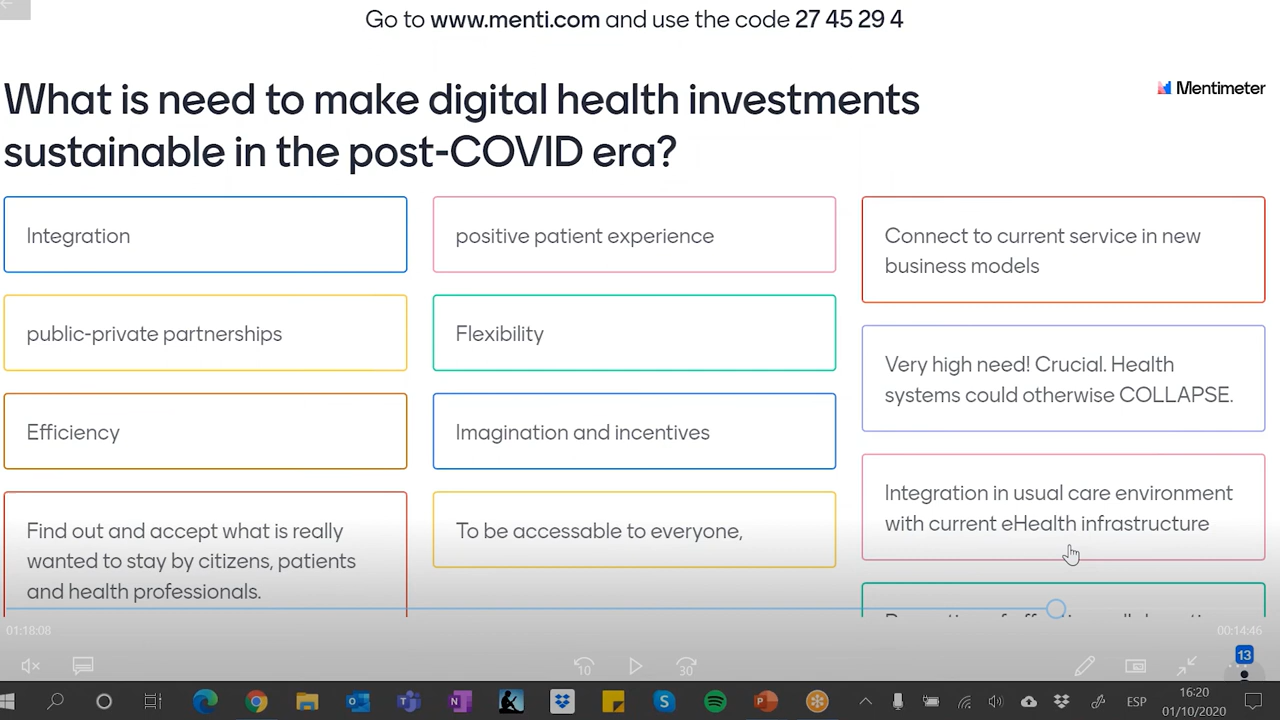 Go to www.menti.com and use the code 27 45 29 4
Mentimeter
What is need to make digital health investments
sustainable in the post-COVID era?
Integration
public-private partnerships
Efficiency
Find out and accept what is really
wanted to stay by citizens, patients
and health professionals.
positive patient experience
Flexibility
Imagination and incentives
To be accessable to everyone,
Connect to current service in new
business models
Very high need! Crucial. Health
systems could otherwise COLLAPSE.
Integration in usual care environment
with current eHealth infrastructure
01:18:08
00:14:46
10
30
13
ESP
16:20
01/10/2020